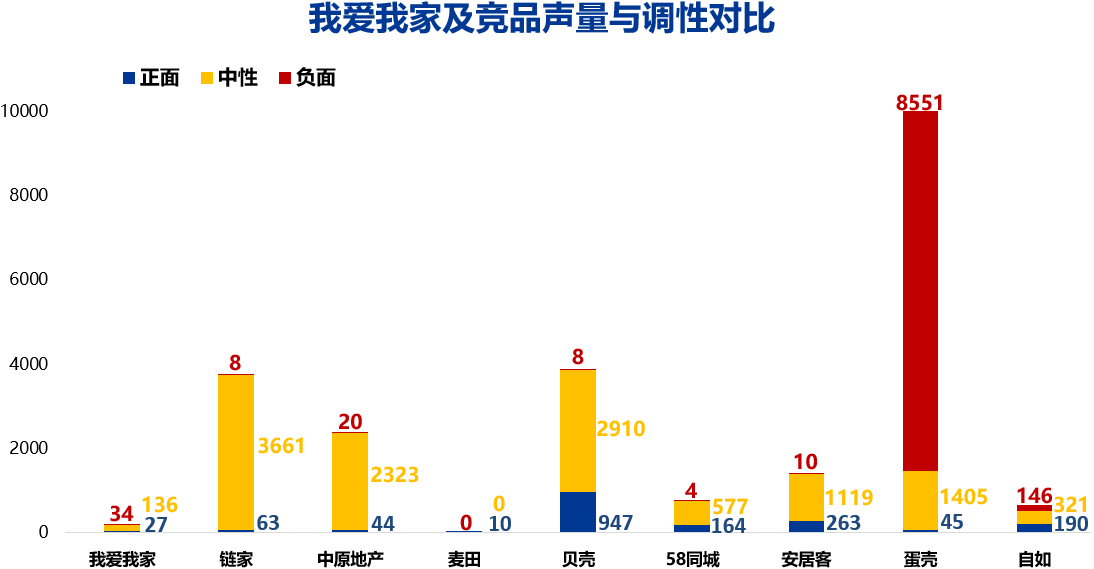 我爱我家及竞品声量与调性对比
正面 中性 负面
10000
8000
6000
4000
2000
0
34 136 27
8 3661 63
20 2323 44
0 0 10
8 2910 947
4 577 164
10 1119 263
8551 1405 45
146 321 190
我爱我家 链家 中原地产 麦田 贝壳 58同城 安居客 蛋壳 自如